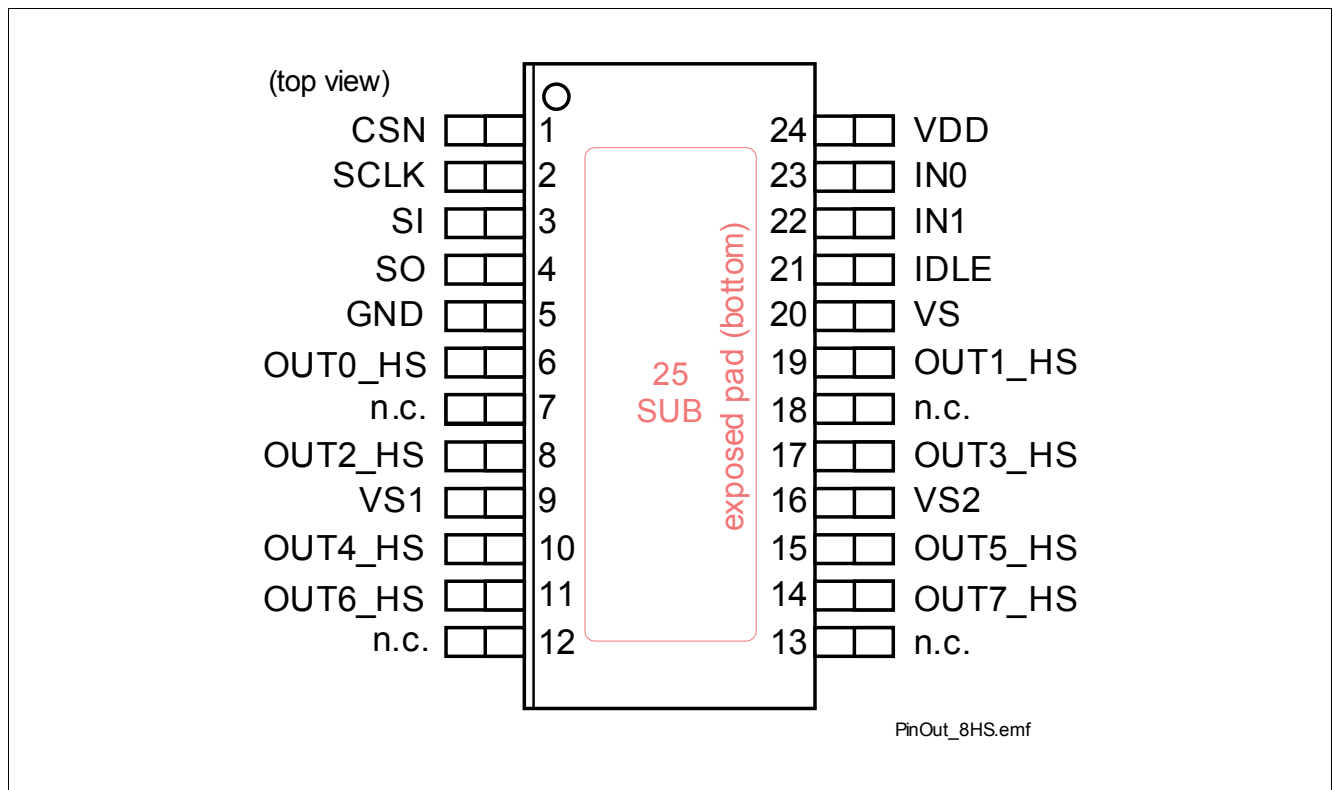 (top view)
CSN 1 24 VDD
SCLK 2 23 IN0
SI 3 22 IN1
SO 4 21 IDLE
GND 5 20 VS
OUT0_HS 6 19 OUT1_HS
n.c. 7 18 n.c.
OUT2_HS 8 17 OUT3_HS
VS1 9 16 VS2
OUT4_HS 10 15 OUT5_HS
OUT6_HS 11 14 OUT7_HS
n.c. 12 13 n.c.
25
SUB
exposed pad (bottom)
PinOut_8HS.emf